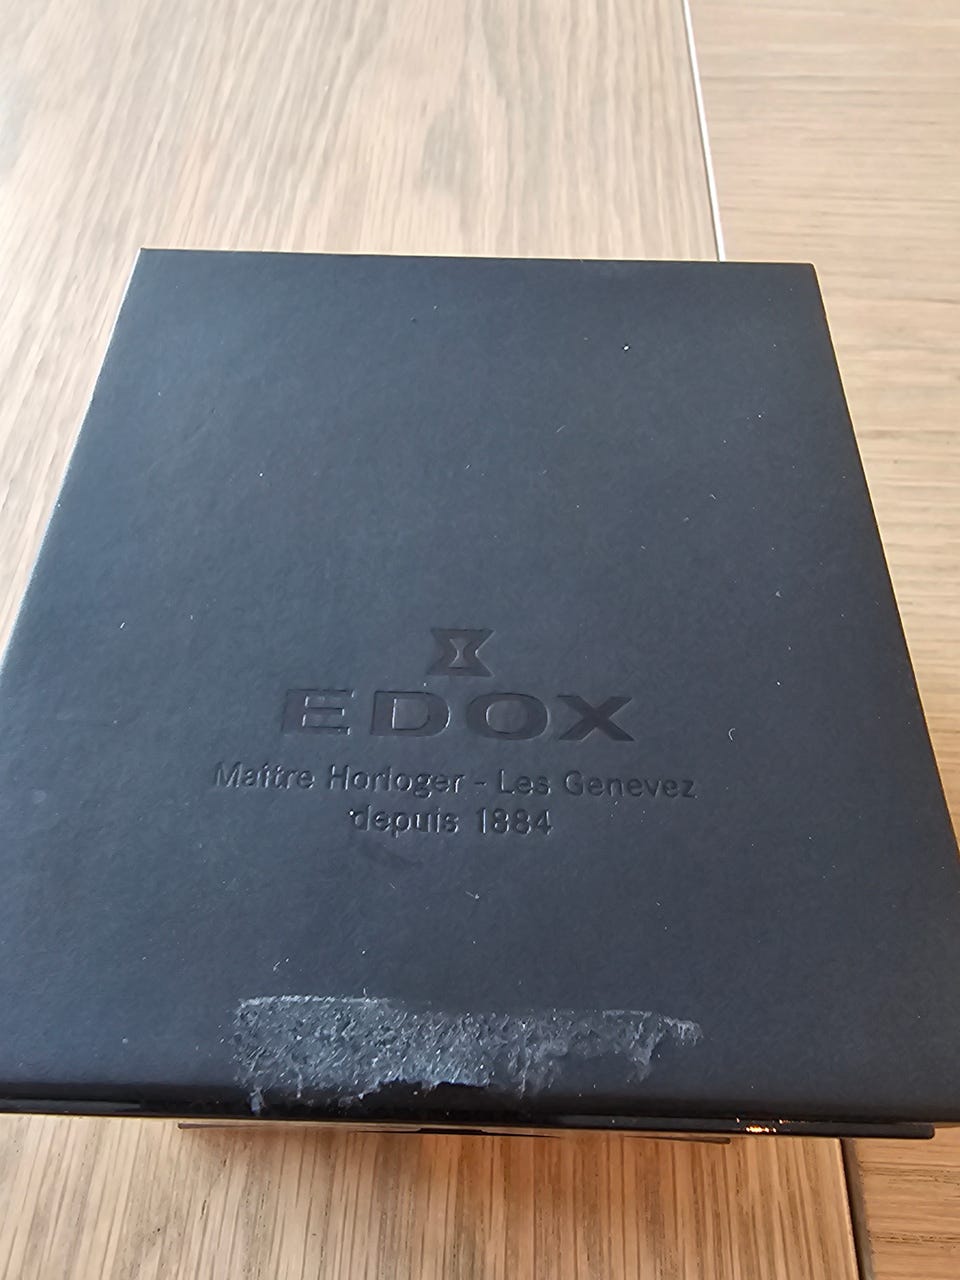 EDOX
Maître Horloger - Les Genevez
depuis 1884